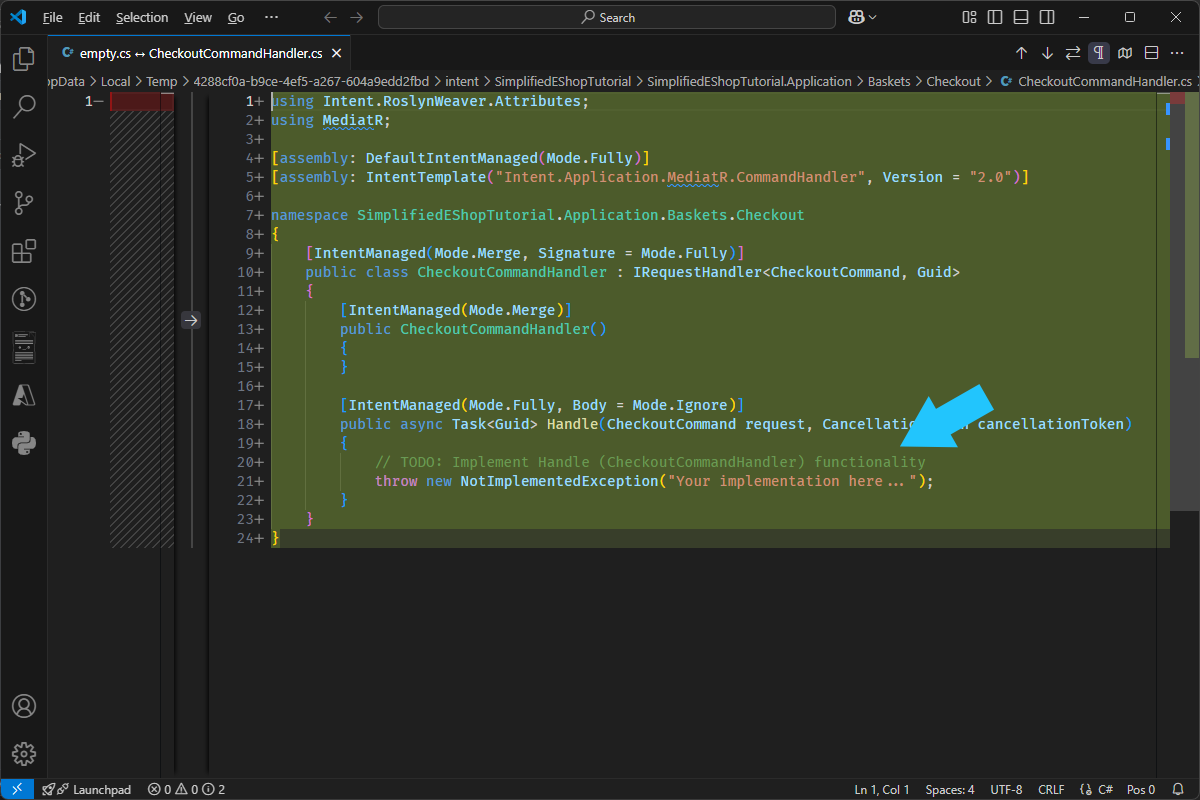 File Edit Selection View Go ··· Search
empty.cs ↔ CheckoutCommandHandler.cs
ppData > Local > Temp > 4288cf0a-b9ce-4ef5-a267-604a9edd2fbd > intent > SimplifiedEShopTutorial > SimplifiedEShopTutorial.Application > Baskets > Checkout > CheckoutCommandHandler.cs
1−
1+ using Intent.RoslynWeaver.Attributes;
2+ using MediatR;
3+
4+ [assembly: DefaultIntentManaged(Mode.Fully)]
5+ [assembly: IntentTemplate("Intent.Application.MediatR.CommandHandler", Version = "2.0")]
6+
7+ namespace SimplifiedEShopTutorial.Application.Baskets.Checkout
8+ {
9+     [IntentManaged(Mode.Merge, Signature = Mode.Fully)]
10+     public class CheckoutCommandHandler : IRequestHandler<CheckoutCommand, Guid>
11+     {
12+         [IntentManaged(Mode.Merge)]
13+         public CheckoutCommandHandler()
14+         {
15+         }
16+
17+         [IntentManaged(Mode.Fully, Body = Mode.Ignore)]
18+         public async Task<Guid> Handle(CheckoutCommand request, Cancellati cancellationToken)
19+         {
20+             // TODO: Implement Handle (CheckoutCommandHandler) functionality
21+             throw new NotImplementedException("Your implementation here...");
22+         }
23+     }
24+ }
Launchpad 0 0 2 Ln 1, Col 1 Spaces: 4 UTF-8 CRLF {} C# Pos 0